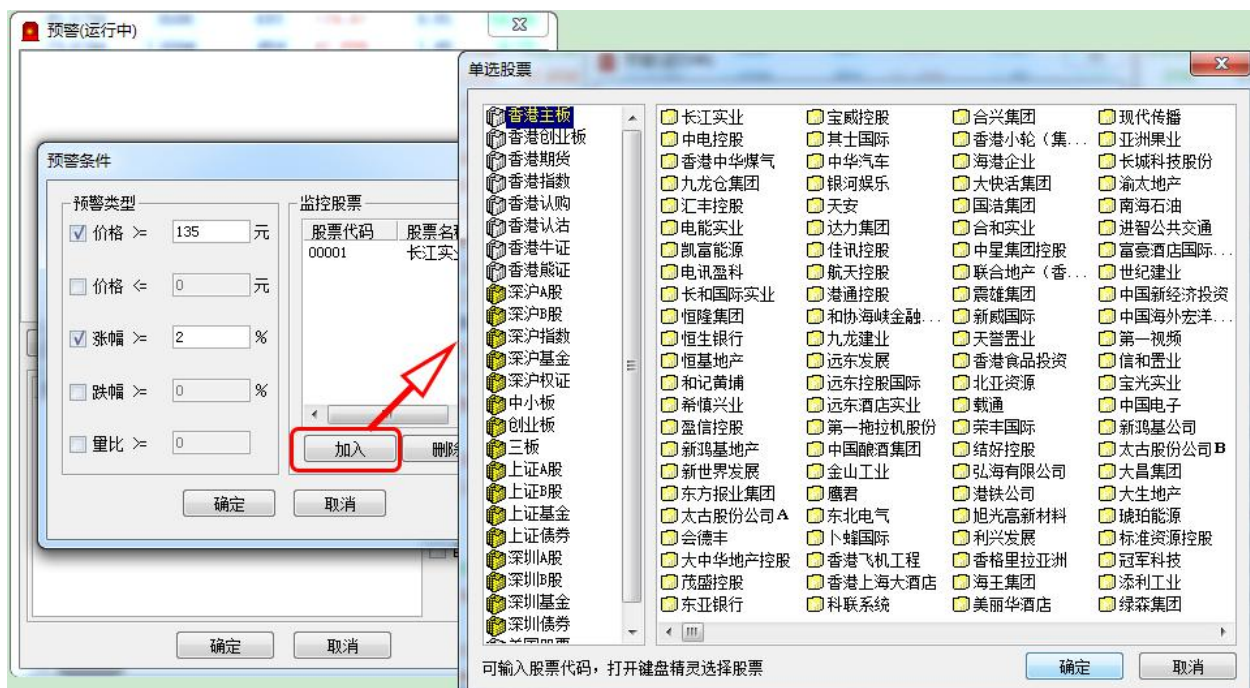 预警(运行中)
预警条件
预警类型
价格 >= 135 元
价格 <= 0 元
涨幅 >= 2 %
跌幅 >= 0 %
量比 >= 0
确定 取消
监控股票
股票代码
00001
加入
确定 取消
单选股票
香港主板
香港创业板
香港期货
香港指数
香港认购
香港认沽
香港牛证
香港熊证
深沪A股
深沪B股
深沪指数
深沪基金
深沪权证
中小板
创业板
三板
上证A股
上证B股
上证基金
上证债券
深圳A股
深圳B股
深圳基金
深圳债券
长江实业 宝威控股 合兴集团 现代传播
中电控股 其士国际 香港小轮（集... 亚洲果业
香港中华煤气 中华汽车 海港企业 长城科技股份
九龙仓集团 银河娱乐 大快活集团 渝太地产
汇丰控股 天安 国浩集团 南海石油
电能实业 达力集团 合和实业 进智公共交通
凯富能源 佳讯控股 中星集团控股 富豪酒店国际...
电讯盈科 航天控股 联合地产（香... 世纪建业
长和国际实业 港通控股 震雄集团 中国新经济投资
恒隆集团 和协海峡金融... 新威国际 中国海外宏洋...
恒生银行 九龙建业 天誉置业 第一视频
恒基地产 远东发展 香港食品投资 信和置业
和记黄埔 远东控股国际 北亚资源 宝光实业
希慎兴业 远东酒店实业 载通 中国电子
盈信控股 第一拖拉机股份 荣丰国际 新鸿基公司
新鸿基地产 中国酿酒集团 结好控股 太古股份公司B
新世界发展 金山工业 弘海有限公司 大昌集团
东方报业集团 鹰君 港铁公司 大生地产
太古股份公司A 东北电气 旭光高新材料 琥珀能源
会德丰 卜蜂国际 利兴发展 标准资源控股
大中华地产控股 香港飞机工程 香格里拉亚洲 冠军科技
茂盛控股 香港上海大酒店 海王集团 添利工业
东亚银行 科联系统 美丽华酒店 绿森集团
可输入股票代码，打开键盘精灵选择股票
确定 取消